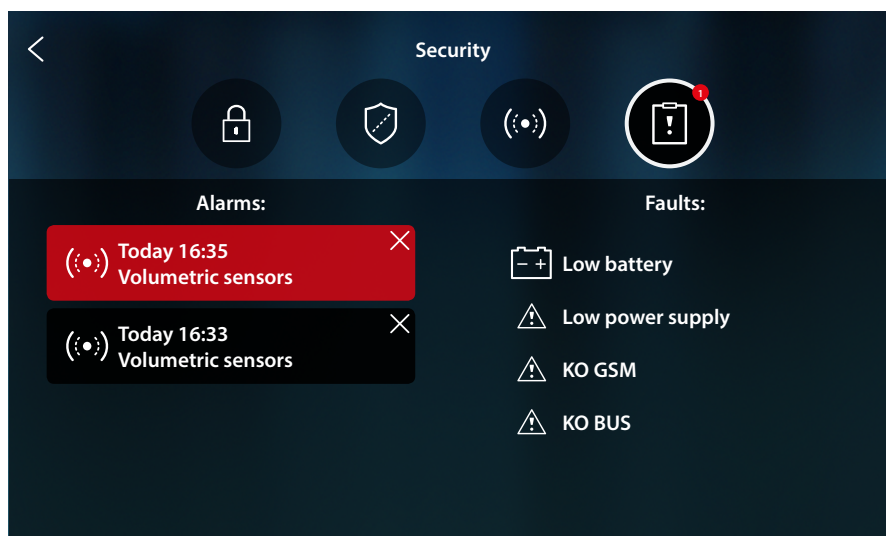 Security
1
Alarms:
Today 16:35
Volumetric sensors
Today 16:33
Volumetric sensors
Faults:
Low battery
Low power supply
KO GSM
KO BUS